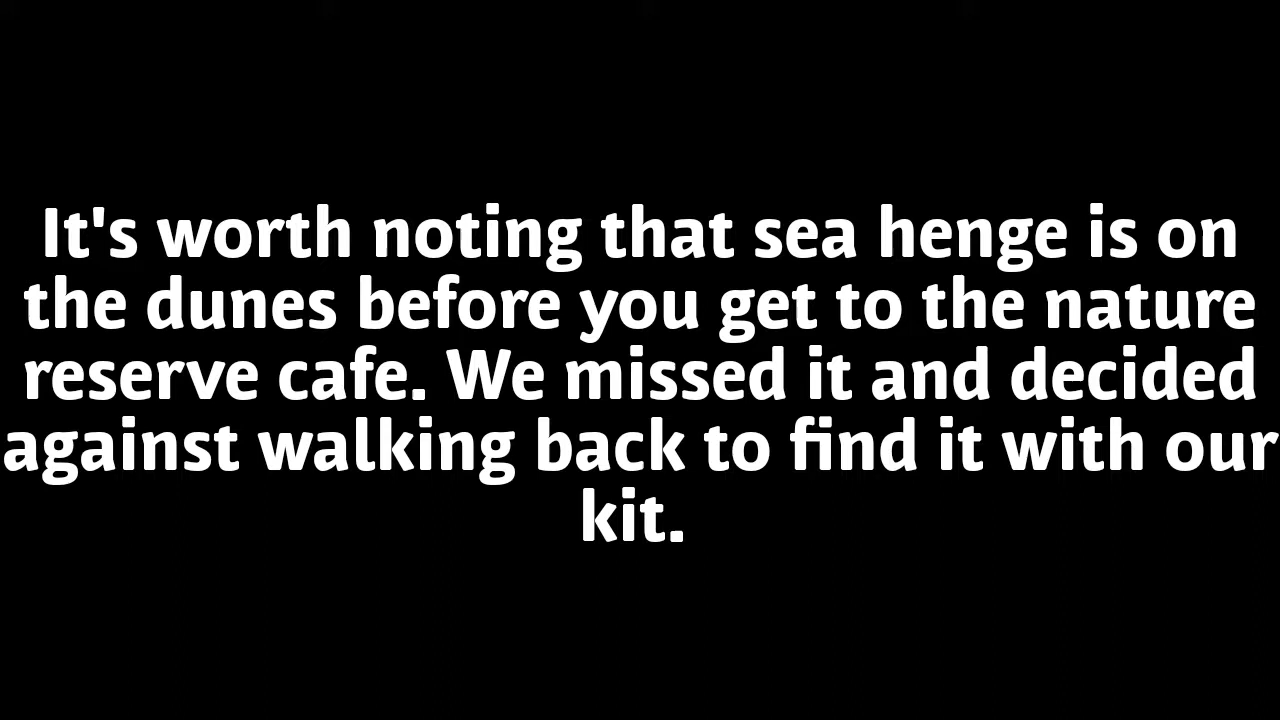 It's worth noting that sea henge is on
the dunes before you get to the nature
reserve cafe. We missed it and decided
against walking back to find it with our
kit.